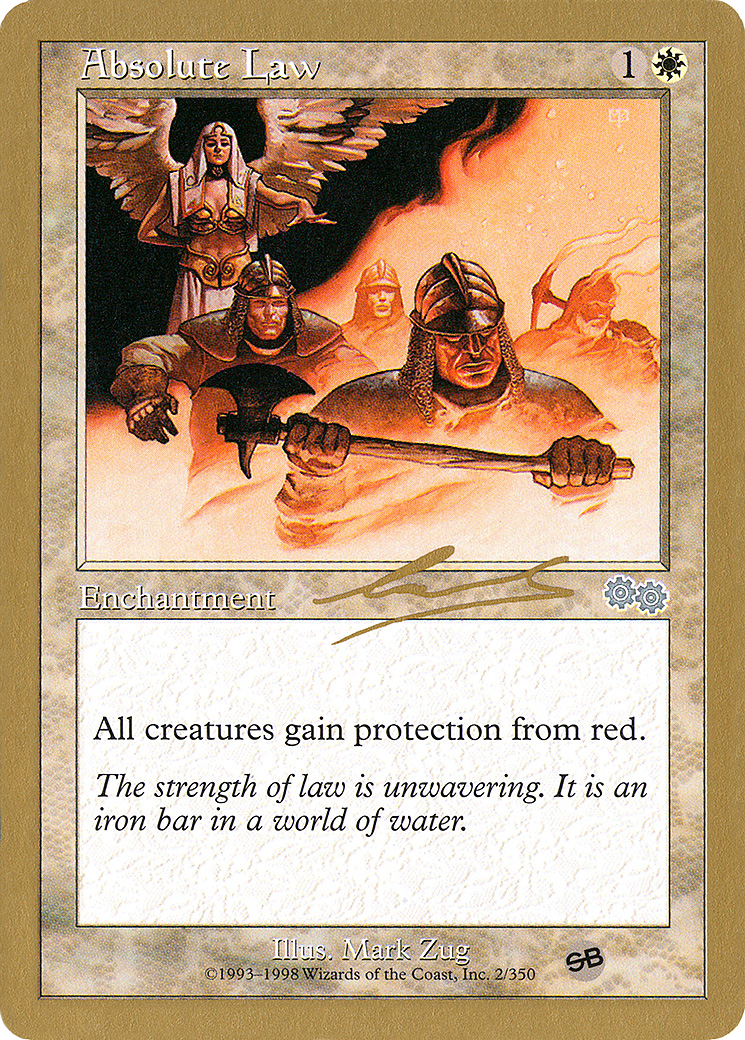 Absolute Law 1
Enchantment
All creatures gain protection from red.
The strength of law is unwavering. It is an
iron bar in a world of water.
Illus. Mark Zug
©1993–1998 Wizards of the Coast, Inc. 2/350
SB